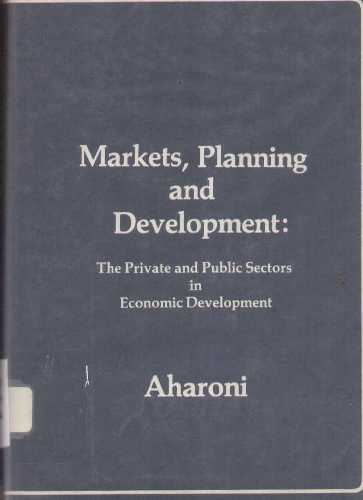 Markets, Planning
and
Development:
The Private and Public Sectors
in
Economic Development
Aharoni